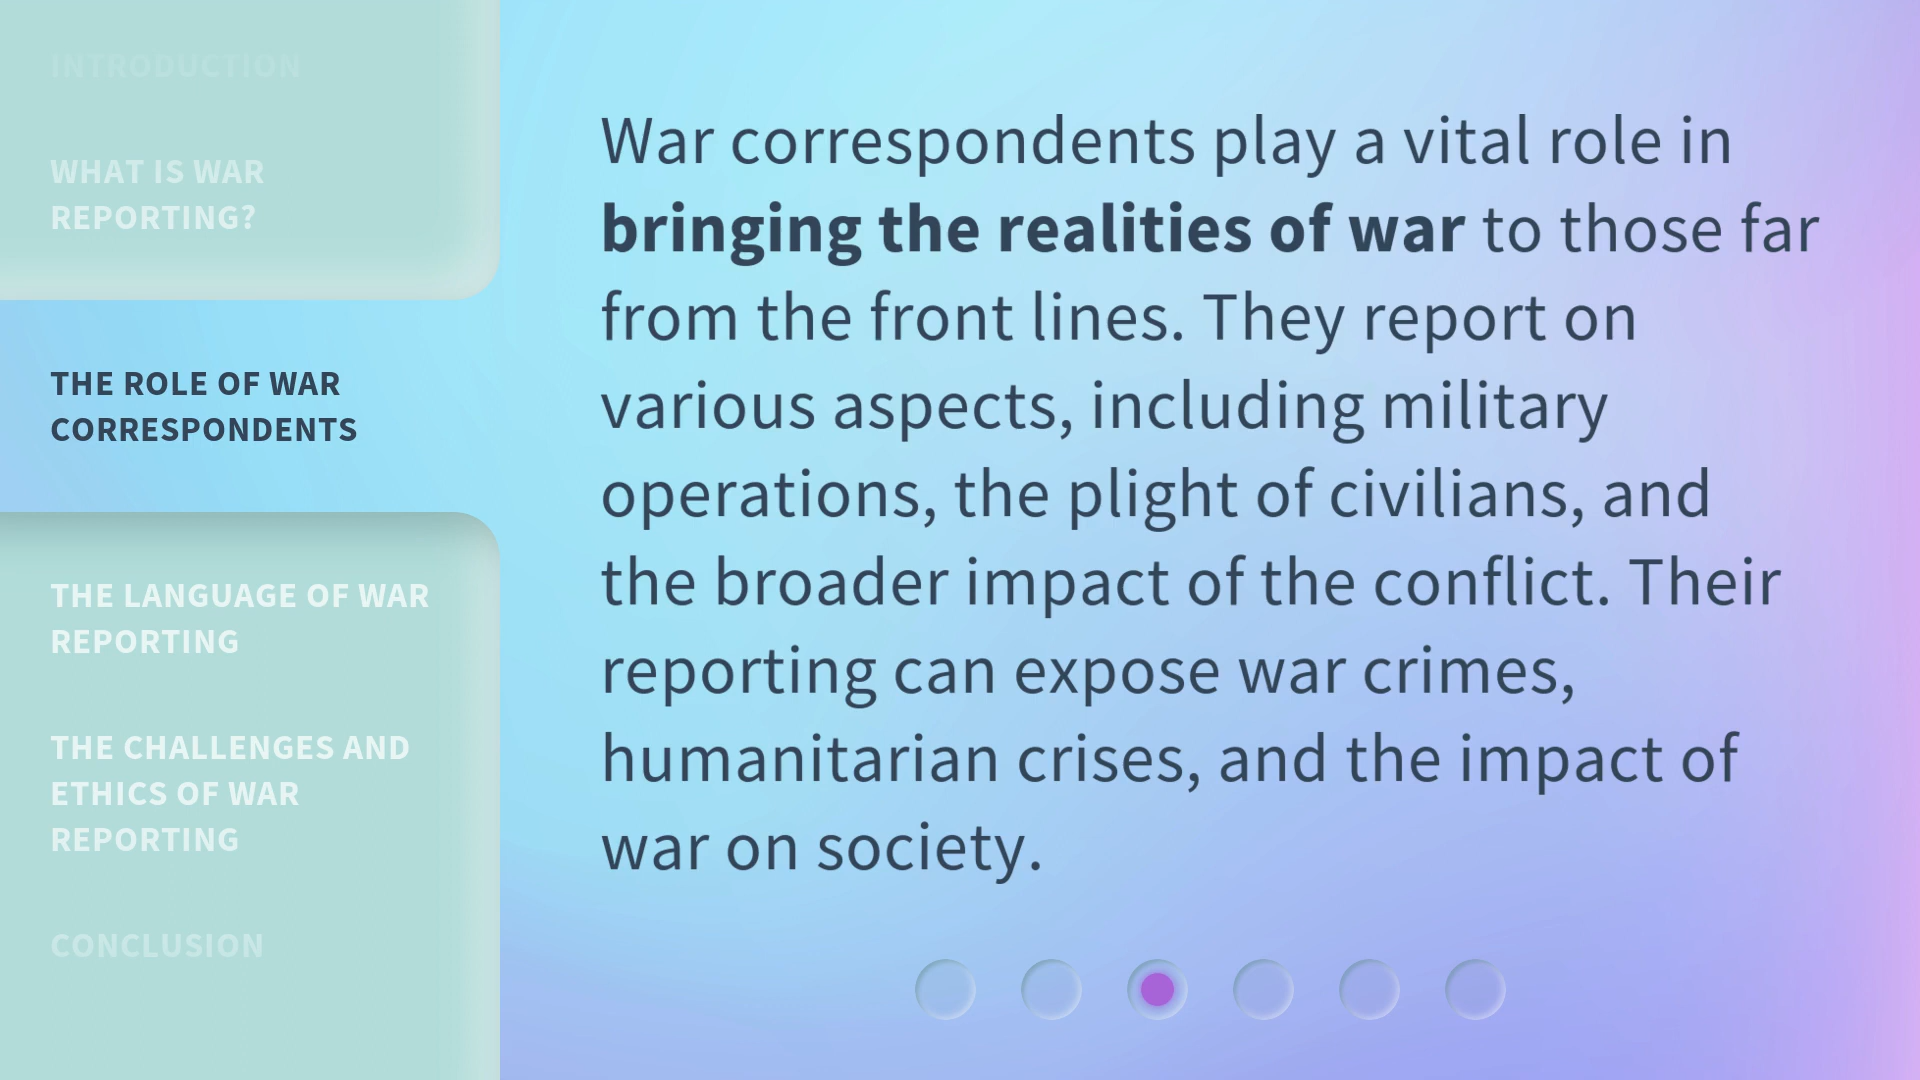 INTRODUCTION
WHAT IS WAR
REPORTING?
THE ROLE OF WAR
CORRESPONDENTS
THE LANGUAGE OF WAR
REPORTING
THE CHALLENGES AND
ETHICS OF WAR
REPORTING
CONCLUSION
War correspondents play a vital role in
bringing the realities of war to those far
from the front lines. They report on
various aspects, including military
operations, the plight of civilians, and
the broader impact of the conflict. Their
reporting can expose war crimes,
humanitarian crises, and the impact of
war on society.